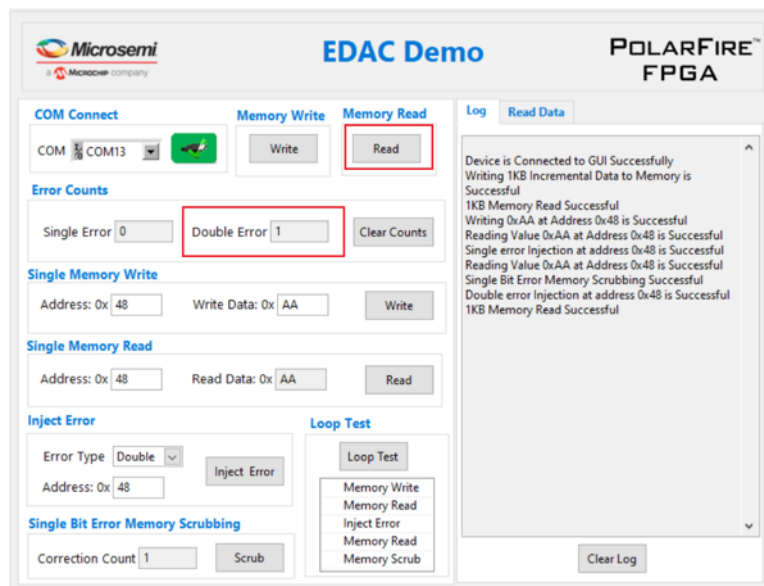 Microsemi
a MICROCHIP company
EDAC Demo
POLARFIRE™
FPGA
COM Connect
COM COM13
Memory Write
Write
Memory Read
Read
Error Counts
Single Error 0
Double Error 1
Clear Counts
Single Memory Write
Address: 0x 48
Write Data: 0x AA
Write
Single Memory Read
Address: 0x 48
Read Data: 0x AA
Read
Inject Error
Error Type Double
Address: 0x 48
Inject Error
Single Bit Error Memory Scrubbing
Correction Count 1
Scrub
Loop Test
Loop Test
Memory Write
Memory Read
Inject Error
Memory Read
Memory Scrub
Log
Read Data
Device is Connected to GUI Successfully
Writing 1KB Incremental Data to Memory is
Successful
1KB Memory Read Successful
Writing 0xAA at Address 0x48 is Successful
Reading Value 0xAA at Address 0x48 is Successful
Single error Injection at address 0x48 is Successful
Reading Value 0xAA at Address 0x48 is Successful
Single Bit Error Memory Scrubbing Successful
Double error Injection at address 0x48 is Successful
1KB Memory Read Successful
Clear Log